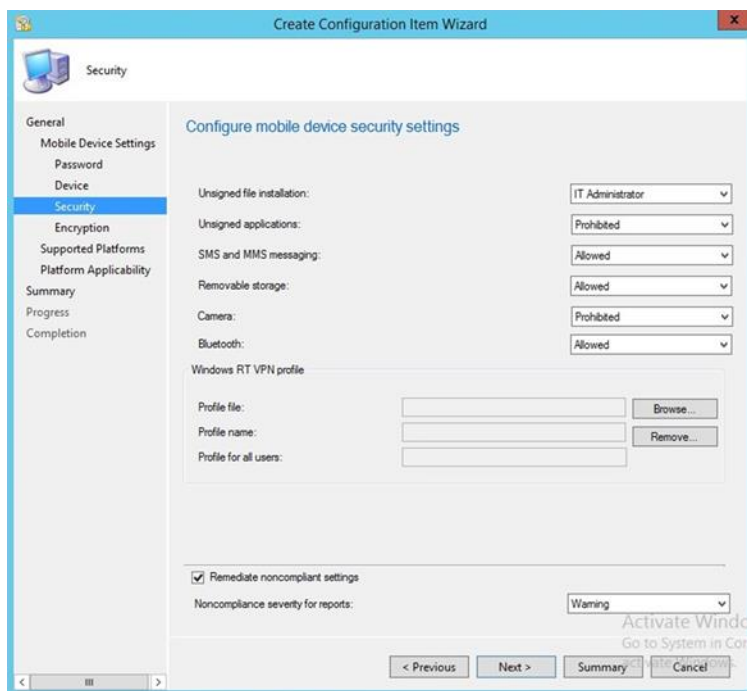 Create Configuration Item Wizard
x
Security
General
Mobile Device Settings
Password
Device
Security
Encryption
Supported Platforms
Platform Applicability
Summary
Progress
Completion
Configure mobile device security settings
Unsigned file installation: IT Administrator
Unsigned applications: Prohibited
SMS and MMS messaging: Allowed
Removable storage: Allowed
Camera: Prohibited
Bluetooth: Allowed
Windows RT VPN profile
Profile file: Browse...
Profile name: Remove...
Profile for all users:
Remediate noncompliant settings
Noncompliance severity for reports: Warning
Activate Windo
Go to System in Con
< Previous Next > Summary Cancel